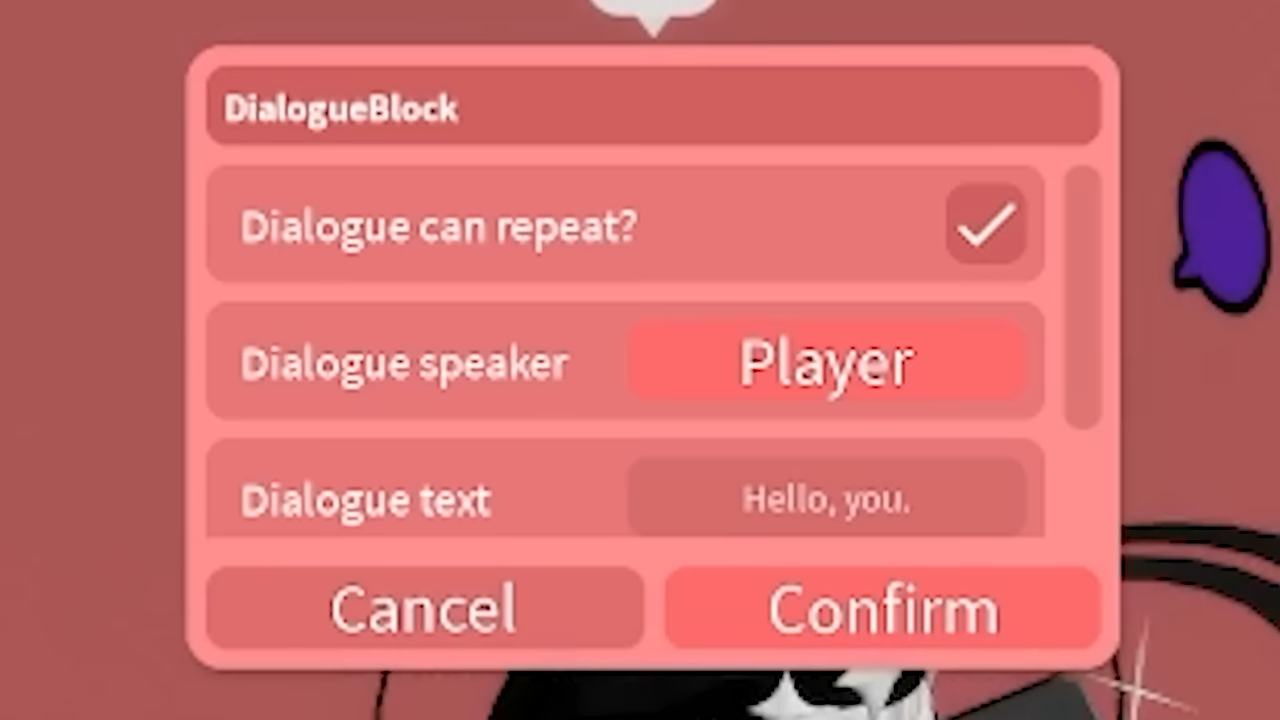 DialogueBlock
Dialogue can repeat?
Dialogue speaker Player
Dialogue text Hello, you.
Cancel Confirm